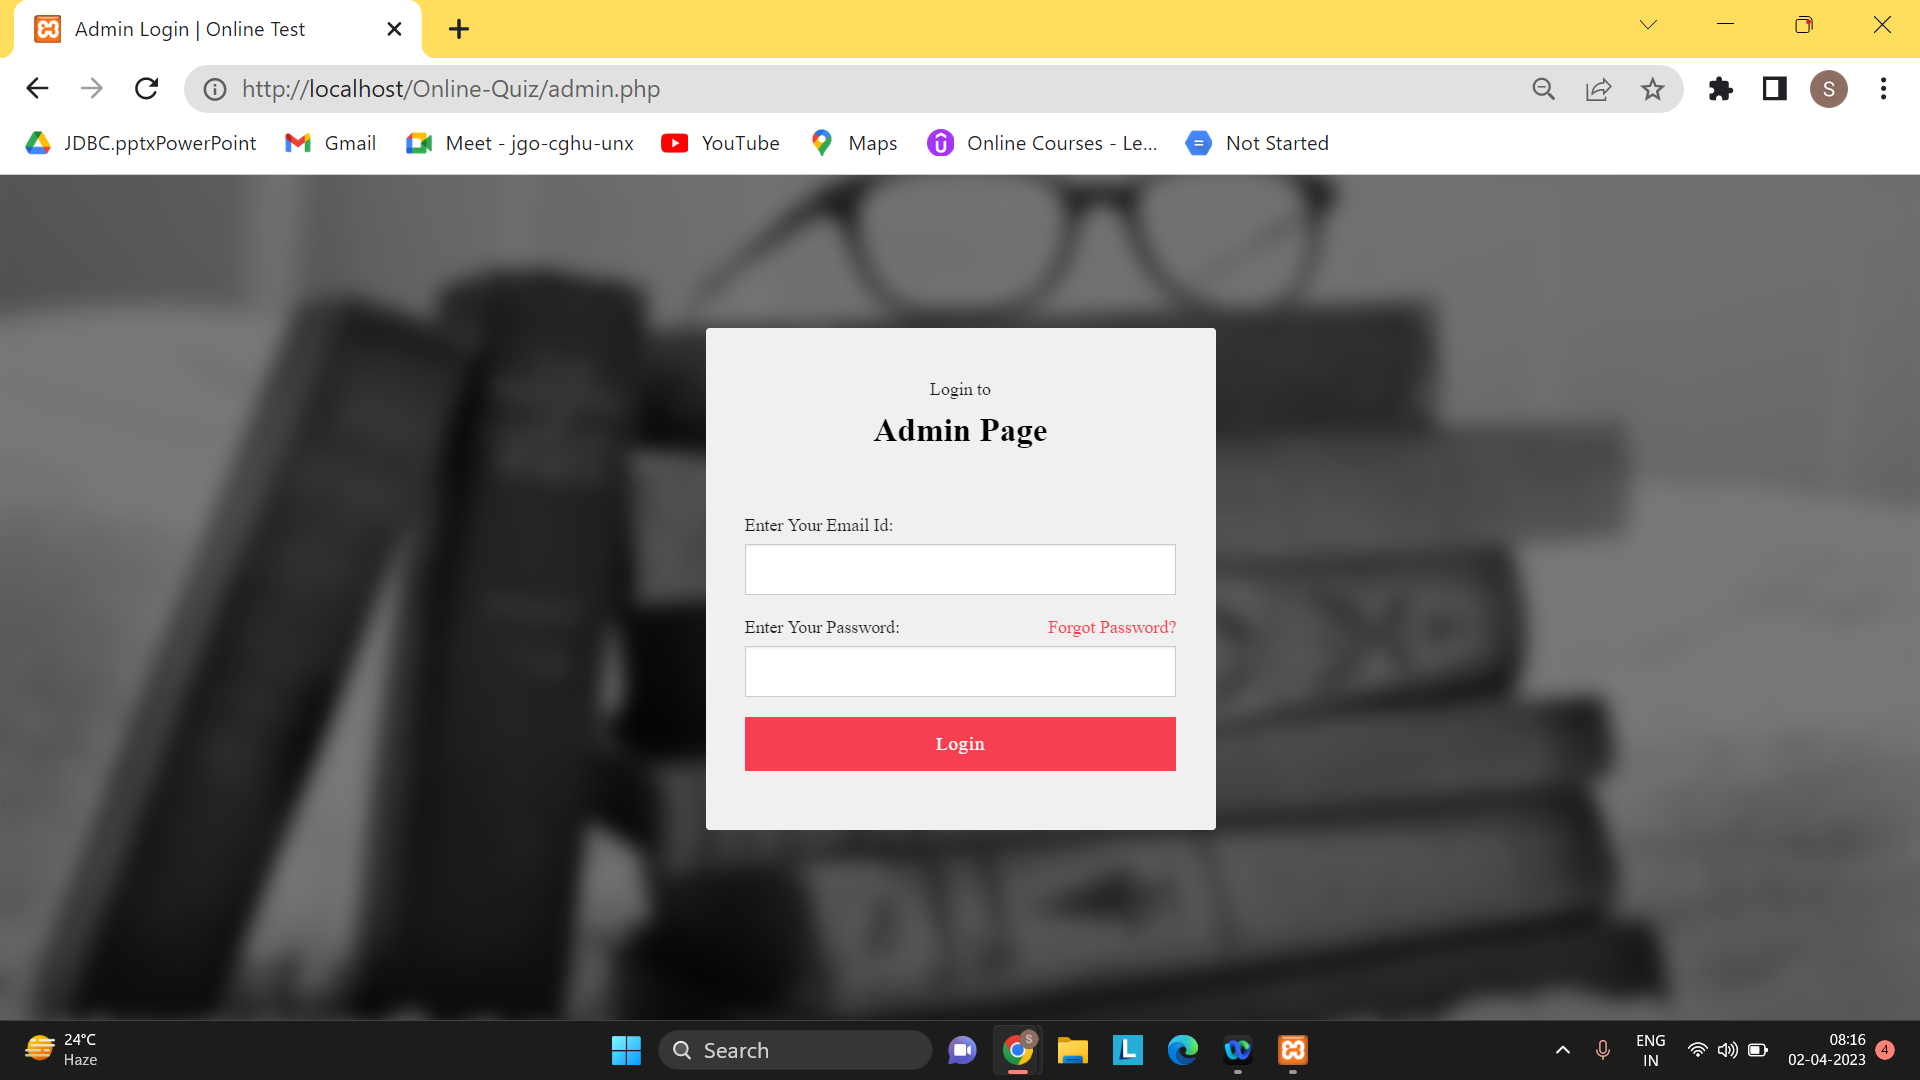 Admin Login | Online Test
http://localhost/Online-Quiz/admin.php
S
JDBC.pptxPowerPoint
Gmail
Meet - jgo-cghu-unx
YouTube
Maps
Online Courses - Le...
Not Started
Login to
Admin Page
Enter Your Email Id:
Enter Your Password:
Forgot Password?
Login
24°C
Haze
Search
S
L
ENG
IN
08:16
02-04-2023
4